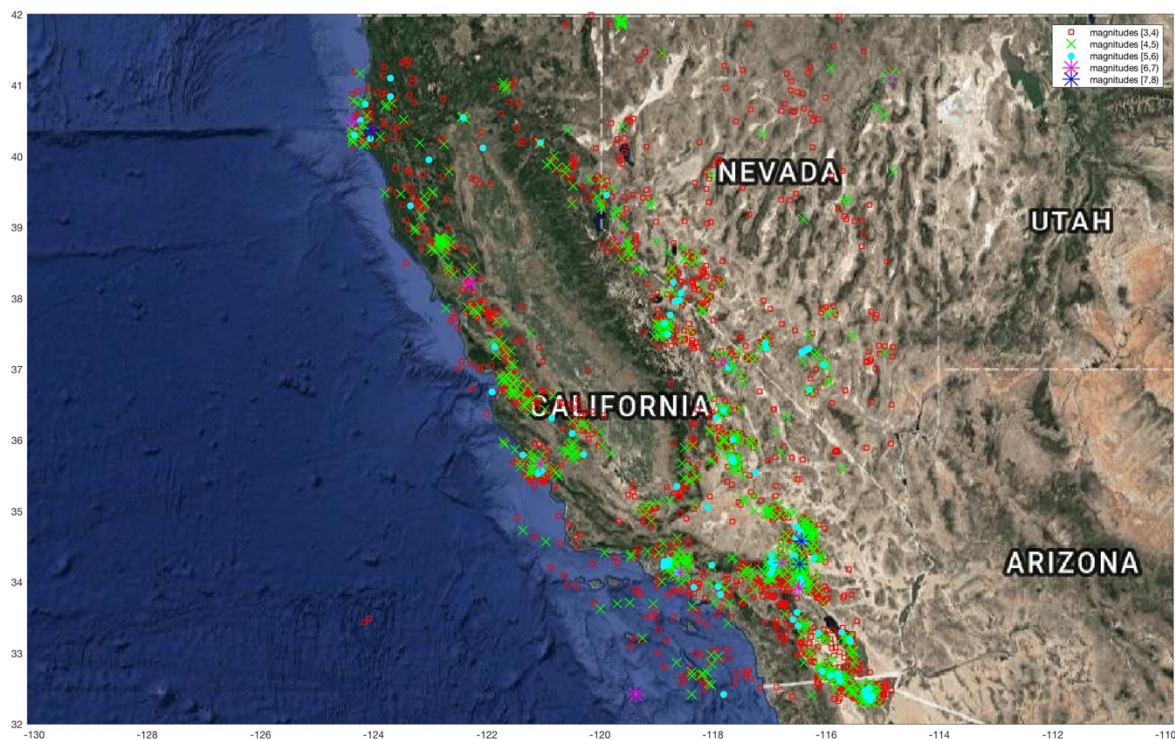 magnitudes [3,4)
magnitudes [4,5)
magnitudes [5,6)
magnitudes [6,7)
magnitudes [7,8)
NEVADA
UTAH
CALIFORNIA
ARIZONA
42
41
40
39
38
37
36
35
34
33
32
-130 -128 -126 -124 -122 -120 -118 -116 -114 -112